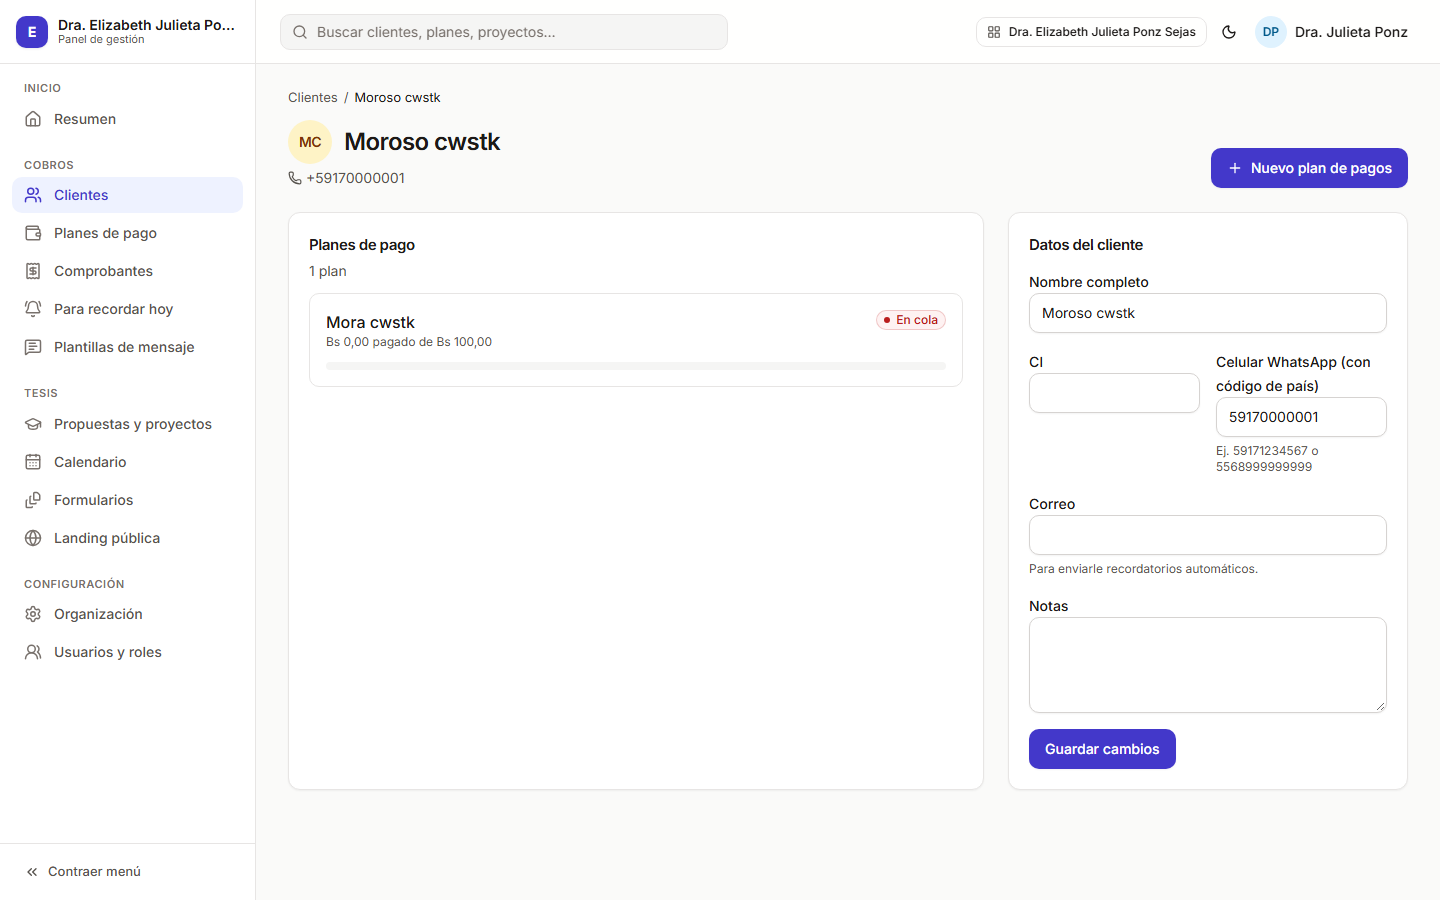 E
Dra. Elizabeth Julieta Po...
Panel de gestión
Buscar clientes, planes, proyectos...
Dra. Elizabeth Julieta Ponz Sejas
DP
Dra. Julieta Ponz
INICIO
Resumen
COBROS
Clientes
Planes de pago
Comprobantes
Para recordar hoy
Plantillas de mensaje
TESIS
Propuestas y proyectos
Calendario
Formularios
Landing pública
CONFIGURACIÓN
Organización
Usuarios y roles
Contraer menú
Clientes / Moroso cwstk
MC
Moroso cwstk
+59170000001
Nuevo plan de pagos
Planes de pago
1 plan
Mora cwstk
En cola
Bs 0,00 pagado de Bs 100,00
Datos del cliente
Nombre completo
Moroso cwstk
CI
Celular WhatsApp (con
código de país)
59170000001
Ej. 59171234567 o
5568999999999
Correo
Para enviarle recordatorios automáticos.
Notas
Guardar cambios